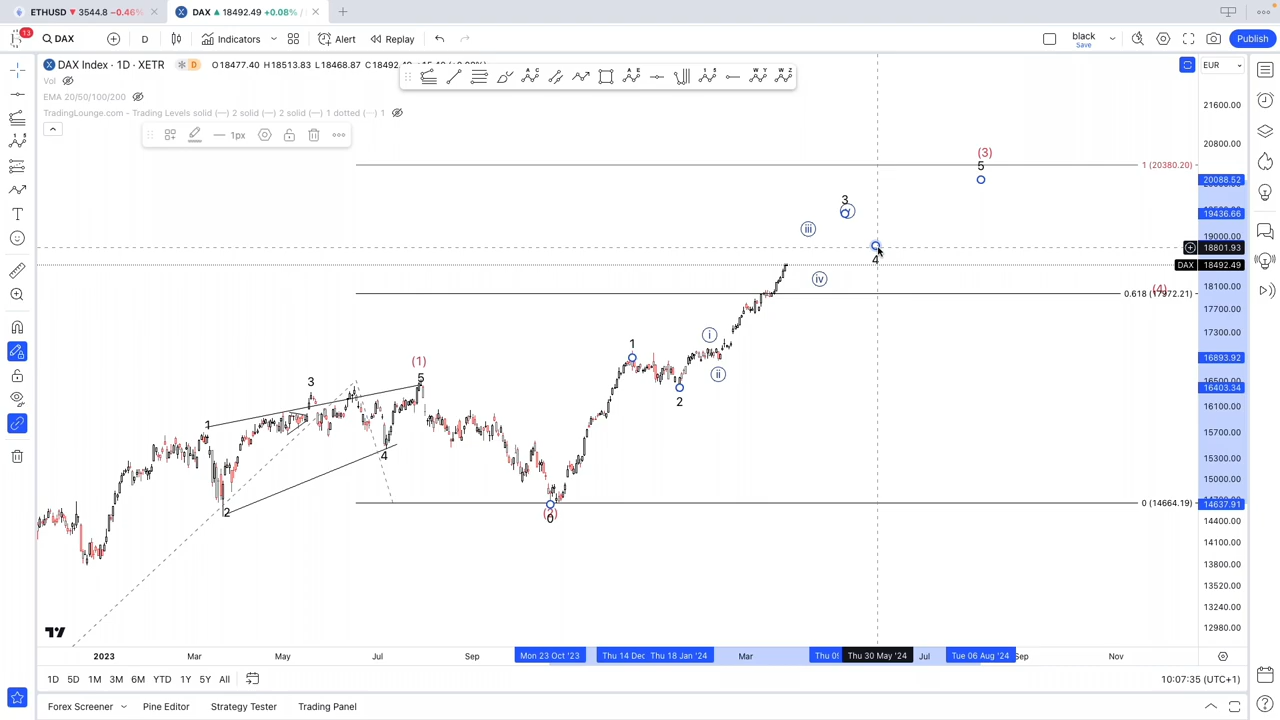 ETHUSD ▼ 3544.8 −0.46%
DAX ▲ 18492.49 +0.08% /
13
DAX
D
Indicators
Alert
Replay
black
Save
Publish
DAX Index · 1D · XETR
D
O18477.40 H18513.83 L18468.87
EUR
Vol
EMA 20/50/100/200
TradingLounge.com - Trading Levels solid (—) 2 solid (—) 2 solid (—) 1 dotted (—) 1
1px
21600.00
20800.00
(3)
5
1 (20380.20)
20088.52
3
19436.66
iii
19000.00
18801.93
4
DAX 18492.49
iv
18100.00
(4)
0.618 (17972.21)
17700.00
i
17300.00
1
16893.92
(1)
ii
5
3
16403.34
2
16100.00
1
15700.00
4
15300.00
15000.00
0 (14664.19)
14637.91
2
0
14400.00
14100.00
13800.00
13520.00
13240.00
12980.00
2023 Mar May Jul Sep Mon 23 Oct '23 Thu 14 Dec Thu 18 Jan '24 Mar Thu 30 May '24 Jul Tue 06 Aug '24 Sep Nov
1D 5D 1M 3M 6M YTD 1Y 5Y All
10:07:35 (UTC+1)
Forex Screener Pine Editor Strategy Tester Trading Panel